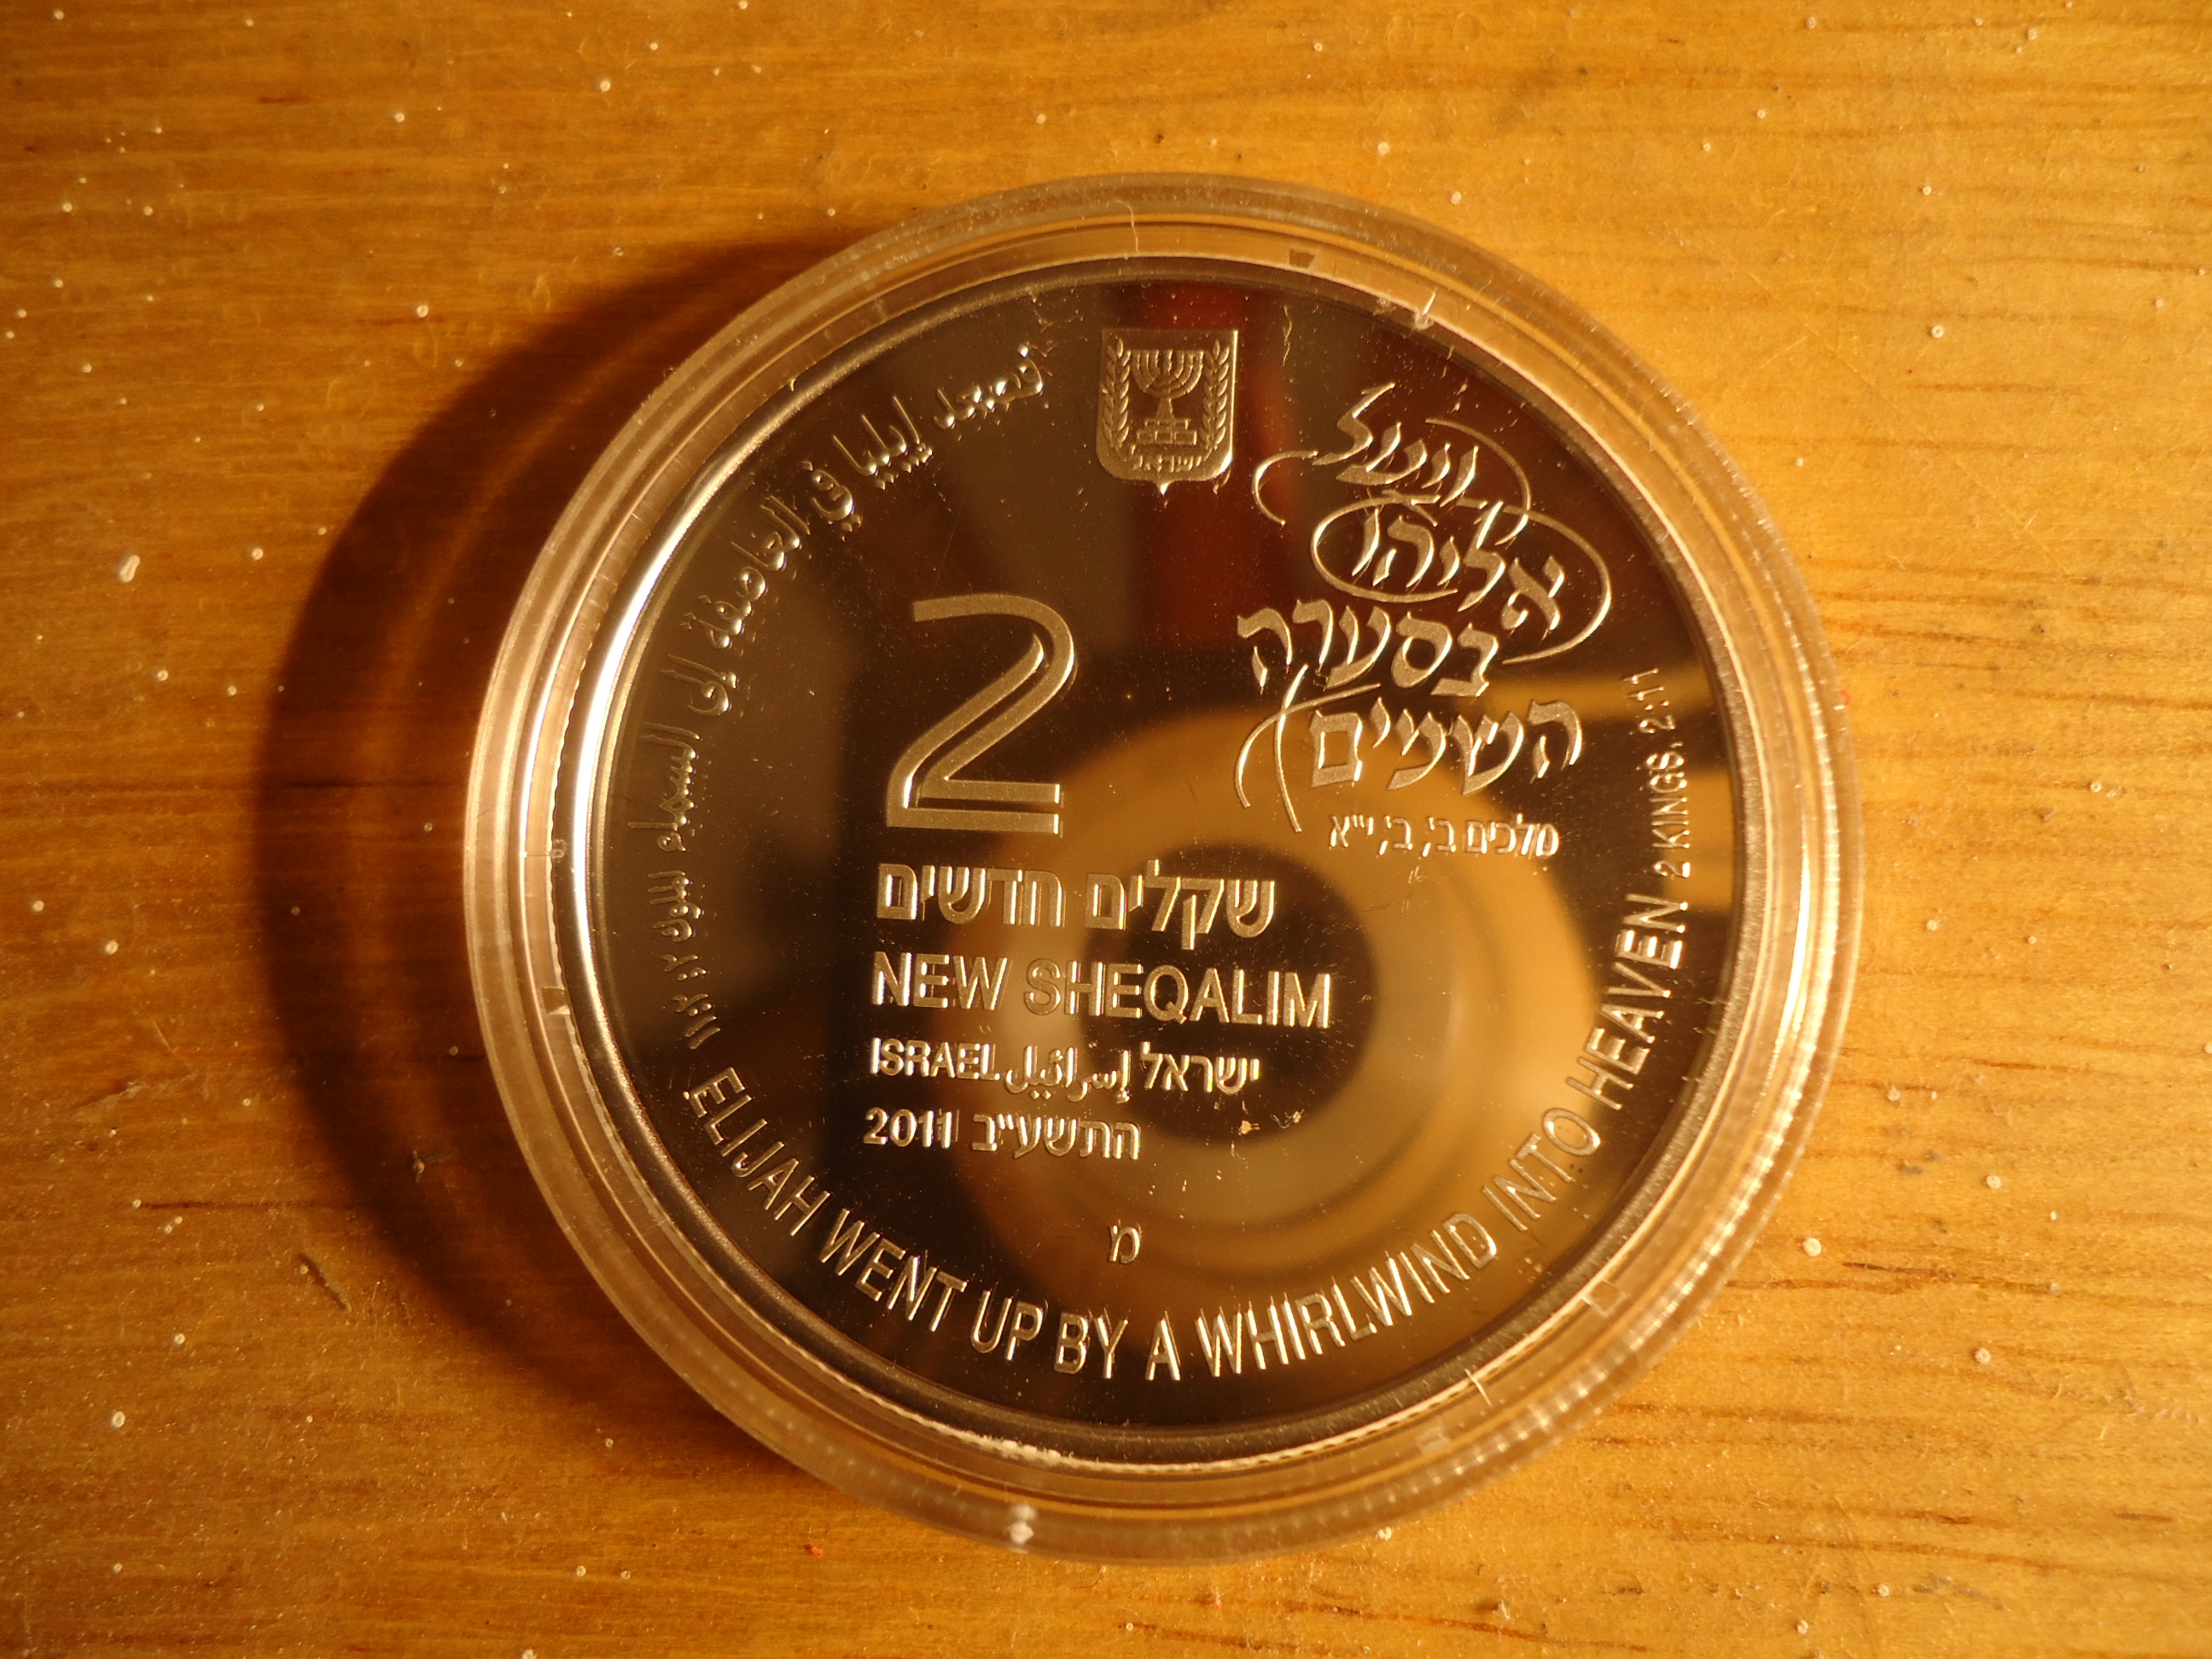 ישראל
ויעל
אליהו
בסערה
השמים
מלכים ב׳, ב׳, י״א
2
שקלים חדשים
NEW SHEQALIM
ISRAEL إسرائيل ישראל
2011 התשע״ב
מ
فصعد إيليا في العاصفة إلى السماء
ELIJAH WENT UP BY A WHIRLWIND INTO HEAVEN 2 KINGS, 2:11